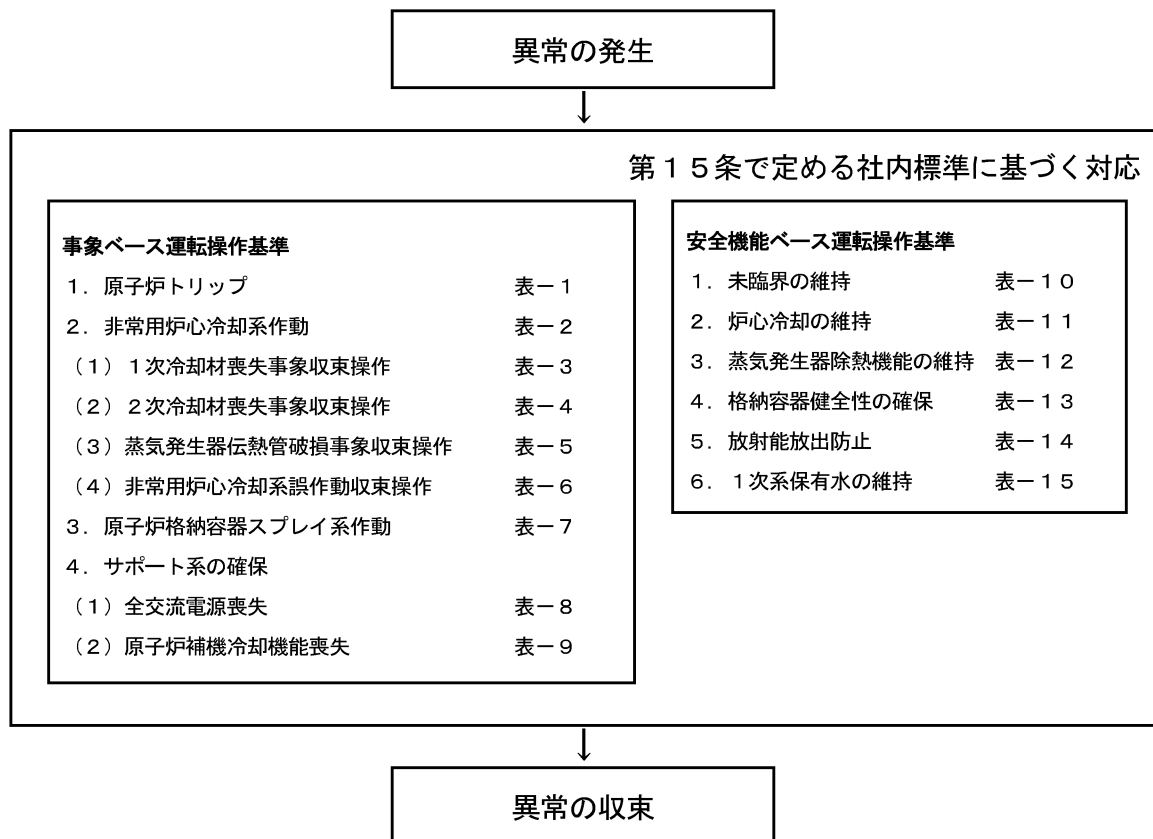 異常の発生
↓
第１５条で定める社内標準に基づく対応
事象ベース運転操作基準
１．原子炉トリップ 表－１
２．非常用炉心冷却系作動 表－２
（１）１次冷却材喪失事象収束操作 表－３
（２）２次冷却材喪失事象収束操作 表－４
（３）蒸気発生器伝熱管破損事象収束操作 表－５
（４）非常用炉心冷却系誤作動収束操作 表－６
３．原子炉格納容器スプレイ系作動 表－７
４．サポート系の確保
（１）全交流電源喪失 表－８
（２）原子炉補機冷却機能喪失 表－９
安全機能ベース運転操作基準
１．未臨界の維持 表－１０
２．炉心冷却の維持 表－１１
３．蒸気発生器除熱機能の維持 表－１２
４．格納容器健全性の確保 表－１３
５．放射能放出防止 表－１４
６．１次系保有水の維持 表－１５
↓
異常の収束